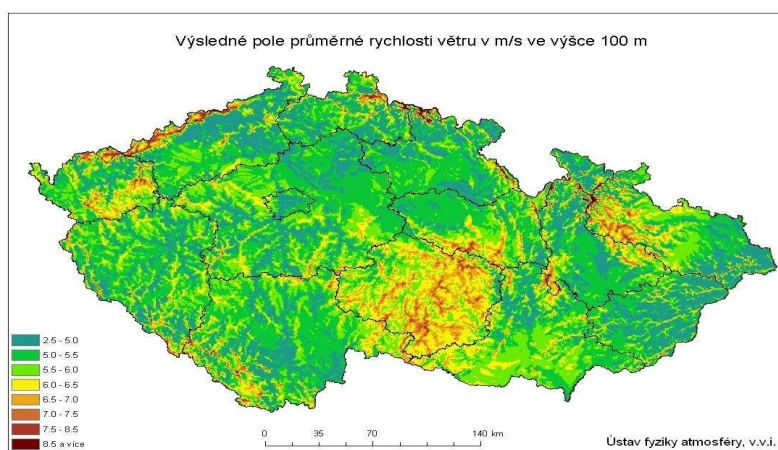 Výsledné pole průměrné rychlosti větru v m/s ve výšce 100 m
2.5 - 5.0
5.0 - 5.5
5.5 - 6.0
6.0 - 6.5
6.5 - 7.0
7.0 - 7.5
7.5 - 8.5
8.5 a více
0 35 70 140 km
Ústav fyziky atmosféry, v.v.i.